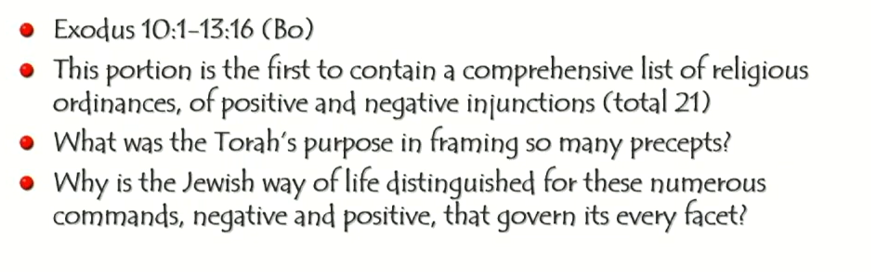 Exodus 10:1-13:16 (Bo)
This portion is the first to contain a comprehensive list of religious
ordinances, of positive and negative injunctions (total 21)
What was the Torah's purpose in framing so many precepts?
Why is the Jewish way of life distinguished for these numerous
commands, negative and positive, that govern its every facet?